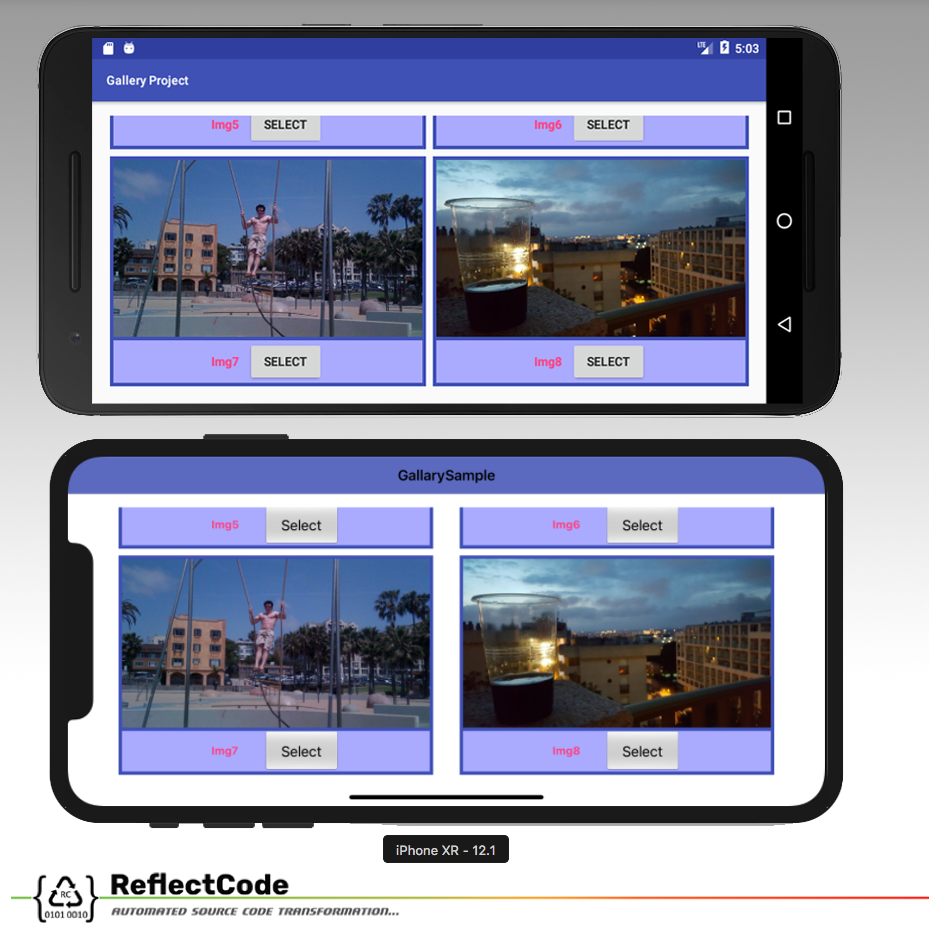 LTE 5:03
Gallery Project
Img5 SELECT Img6 SELECT
Img7 SELECT Img8 SELECT
GallarySample
Img5 Select Img6 Select
Img7 Select Img8 Select
iPhone XR - 12.1
RC
0101 0010
ReflectCode
AUTOMATED SOURCE CODE TRANSFORMATION...